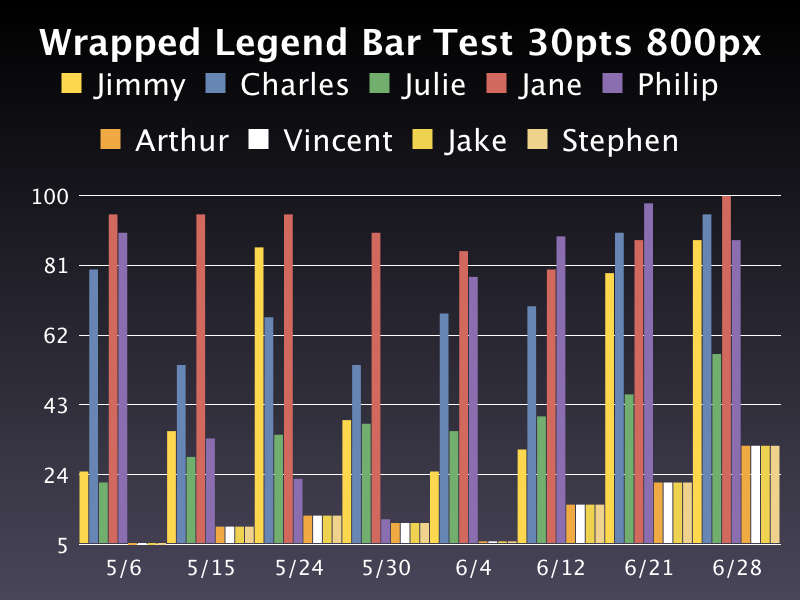 Wrapped Legend Bar Test 30pts 800px
Jimmy Charles Julie Jane Philip
Arthur Vincent Jake Stephen
100
81
62
43
24
5
5/6 5/15 5/24 5/30 6/4 6/12 6/21 6/28